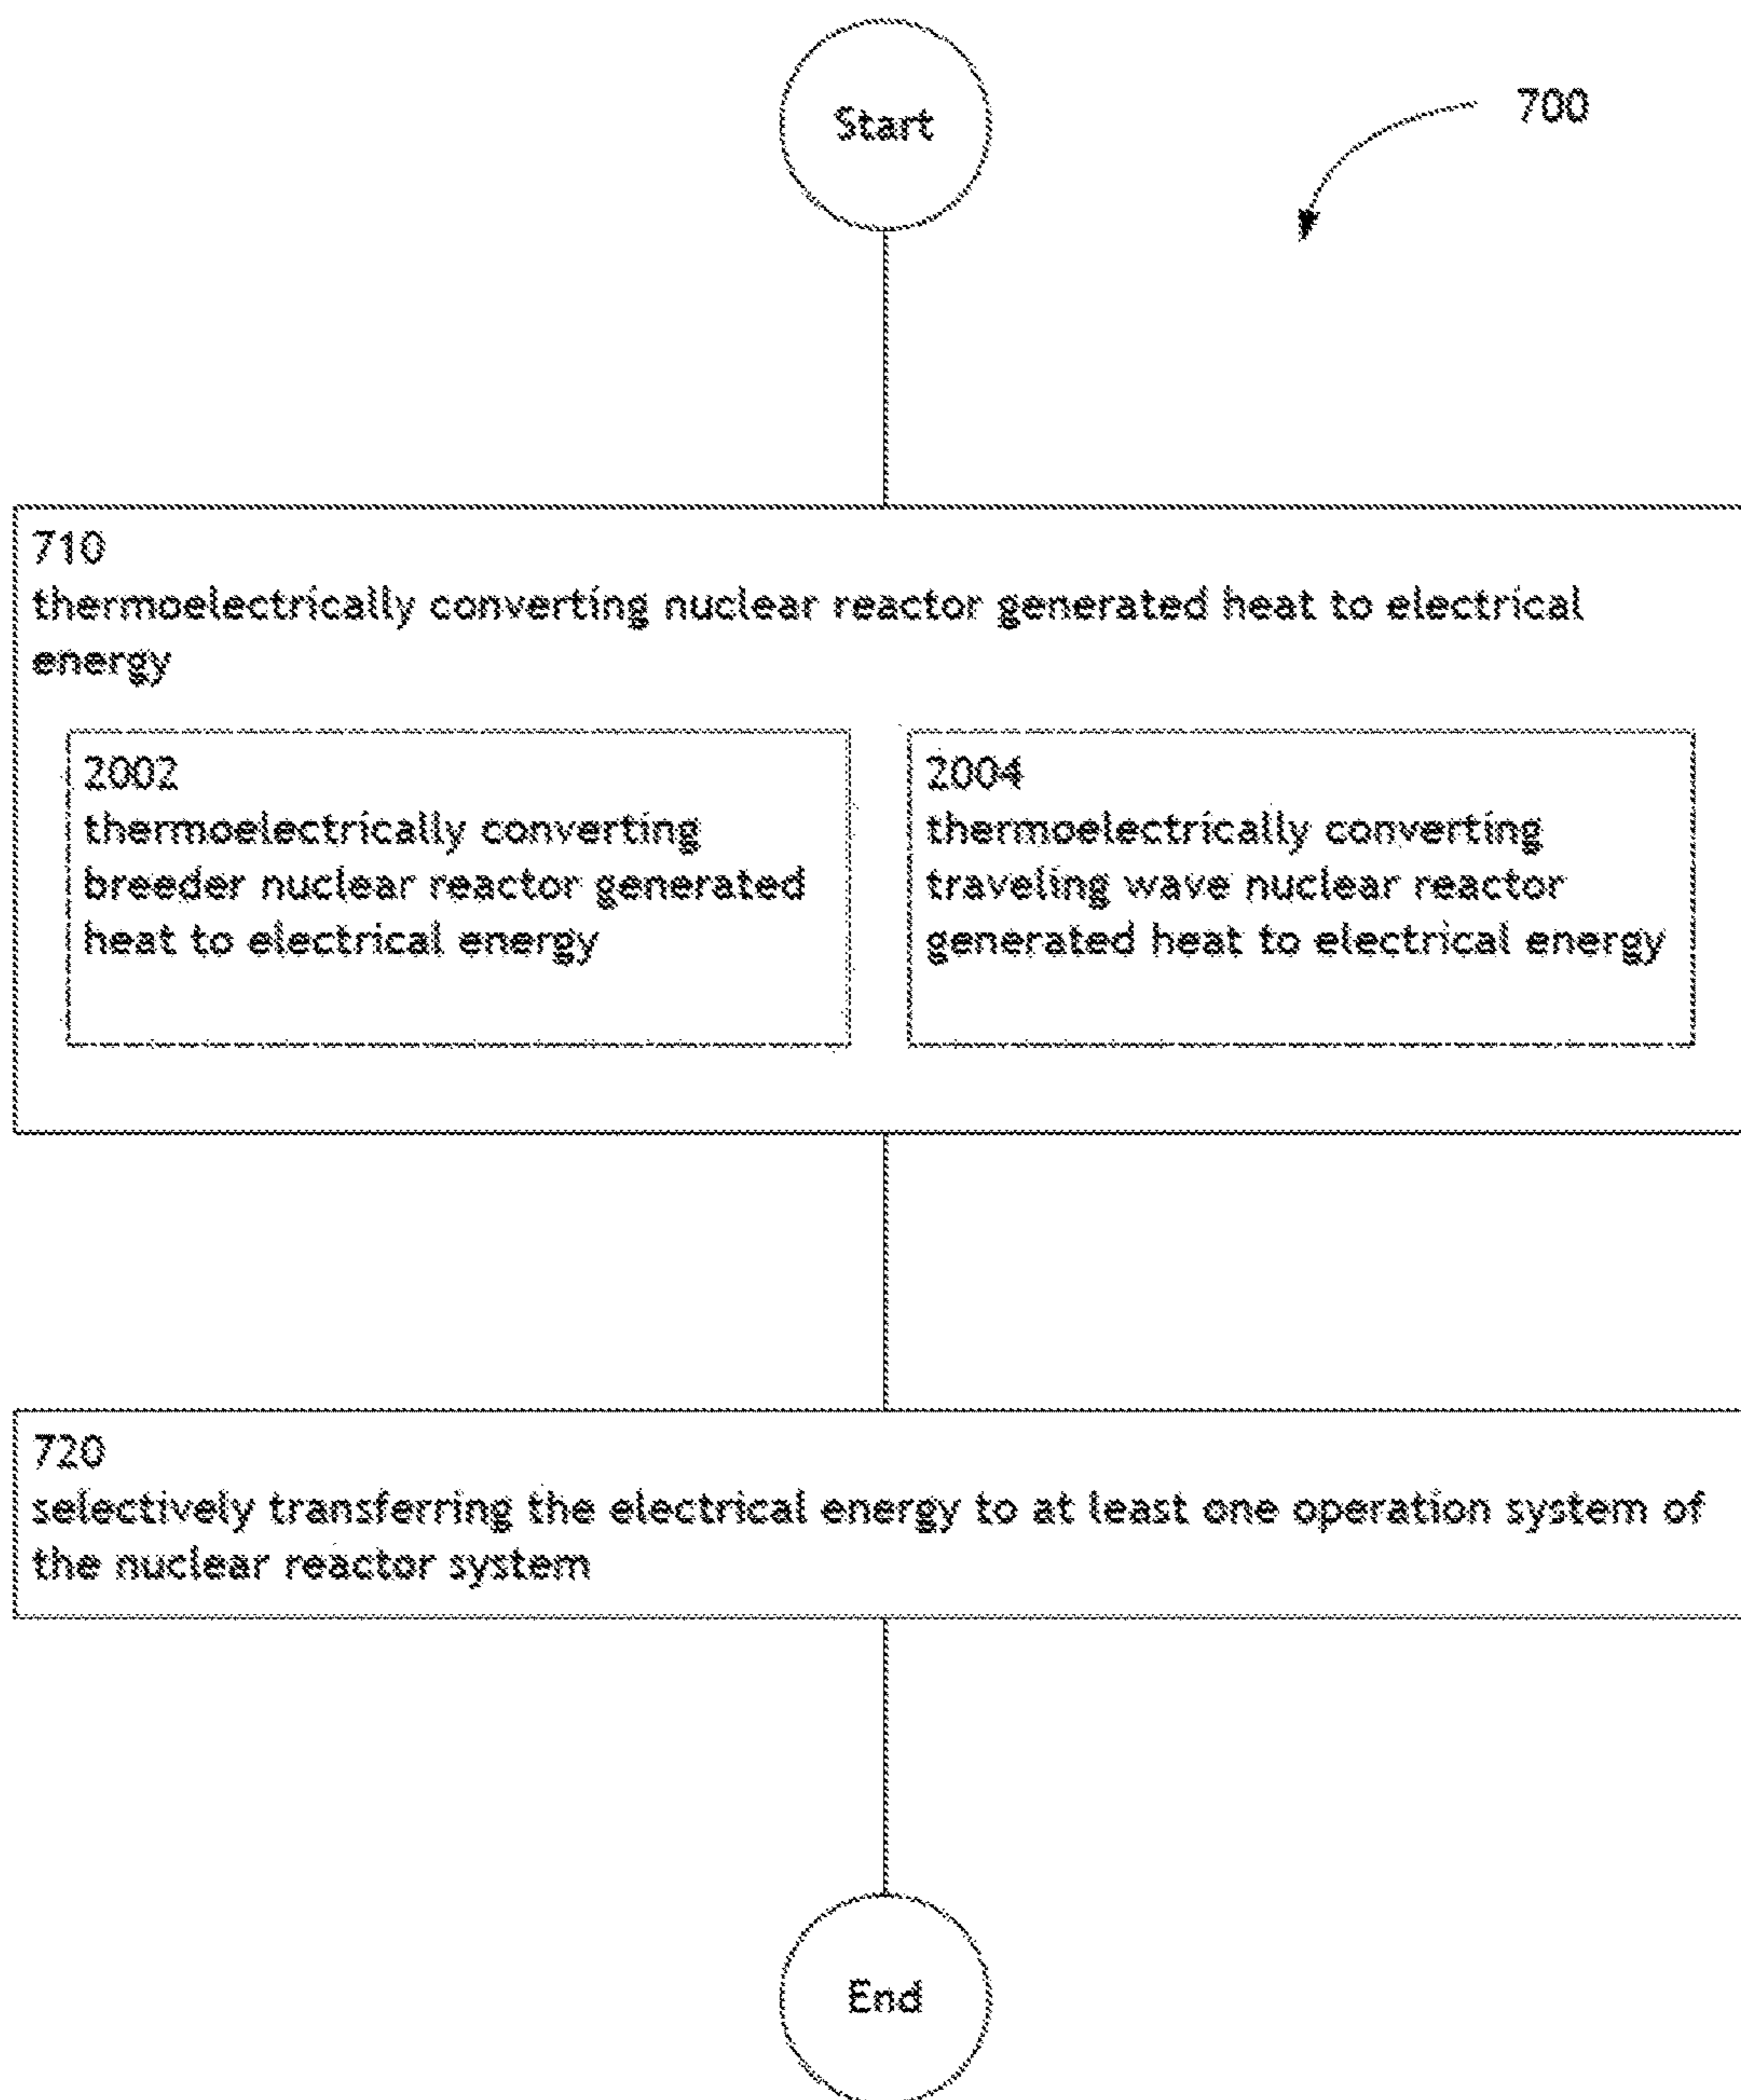 Start
700
710
thermoelectrically converting nuclear reactor generated heat to electrical
energy
2002
thermoelectrically converting
breeder nuclear reactor generated
heat to electrical energy
2004
thermoelectrically converting
traveling wave nuclear reactor
generated heat to electrical energy
720
selectively transferring the electrical energy to at least one operation system of
the nuclear reactor system
End